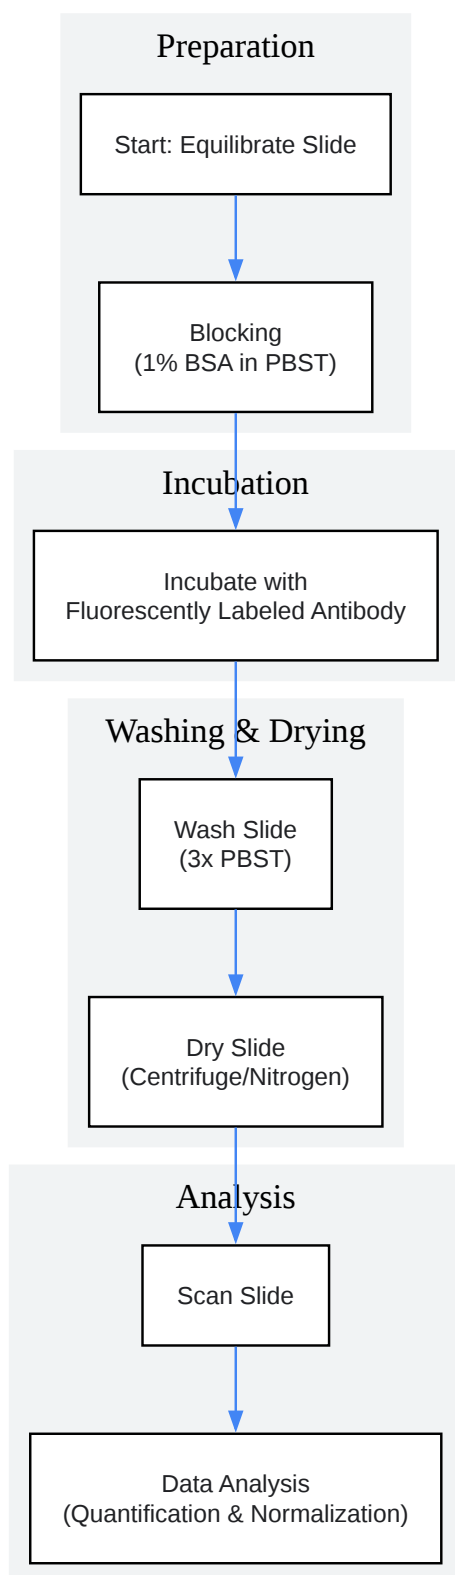 Preparation
Start: Equilibrate Slide
Blocking
(1% BSA in PBST)
Incubation
Incubate with
Fluorescently Labeled Antibody
Washing & Drying
Wash Slide
(3x PBST)
Dry Slide
(Centrifuge/Nitrogen)
Analysis
Scan Slide
Data Analysis
(Quantification & Normalization)